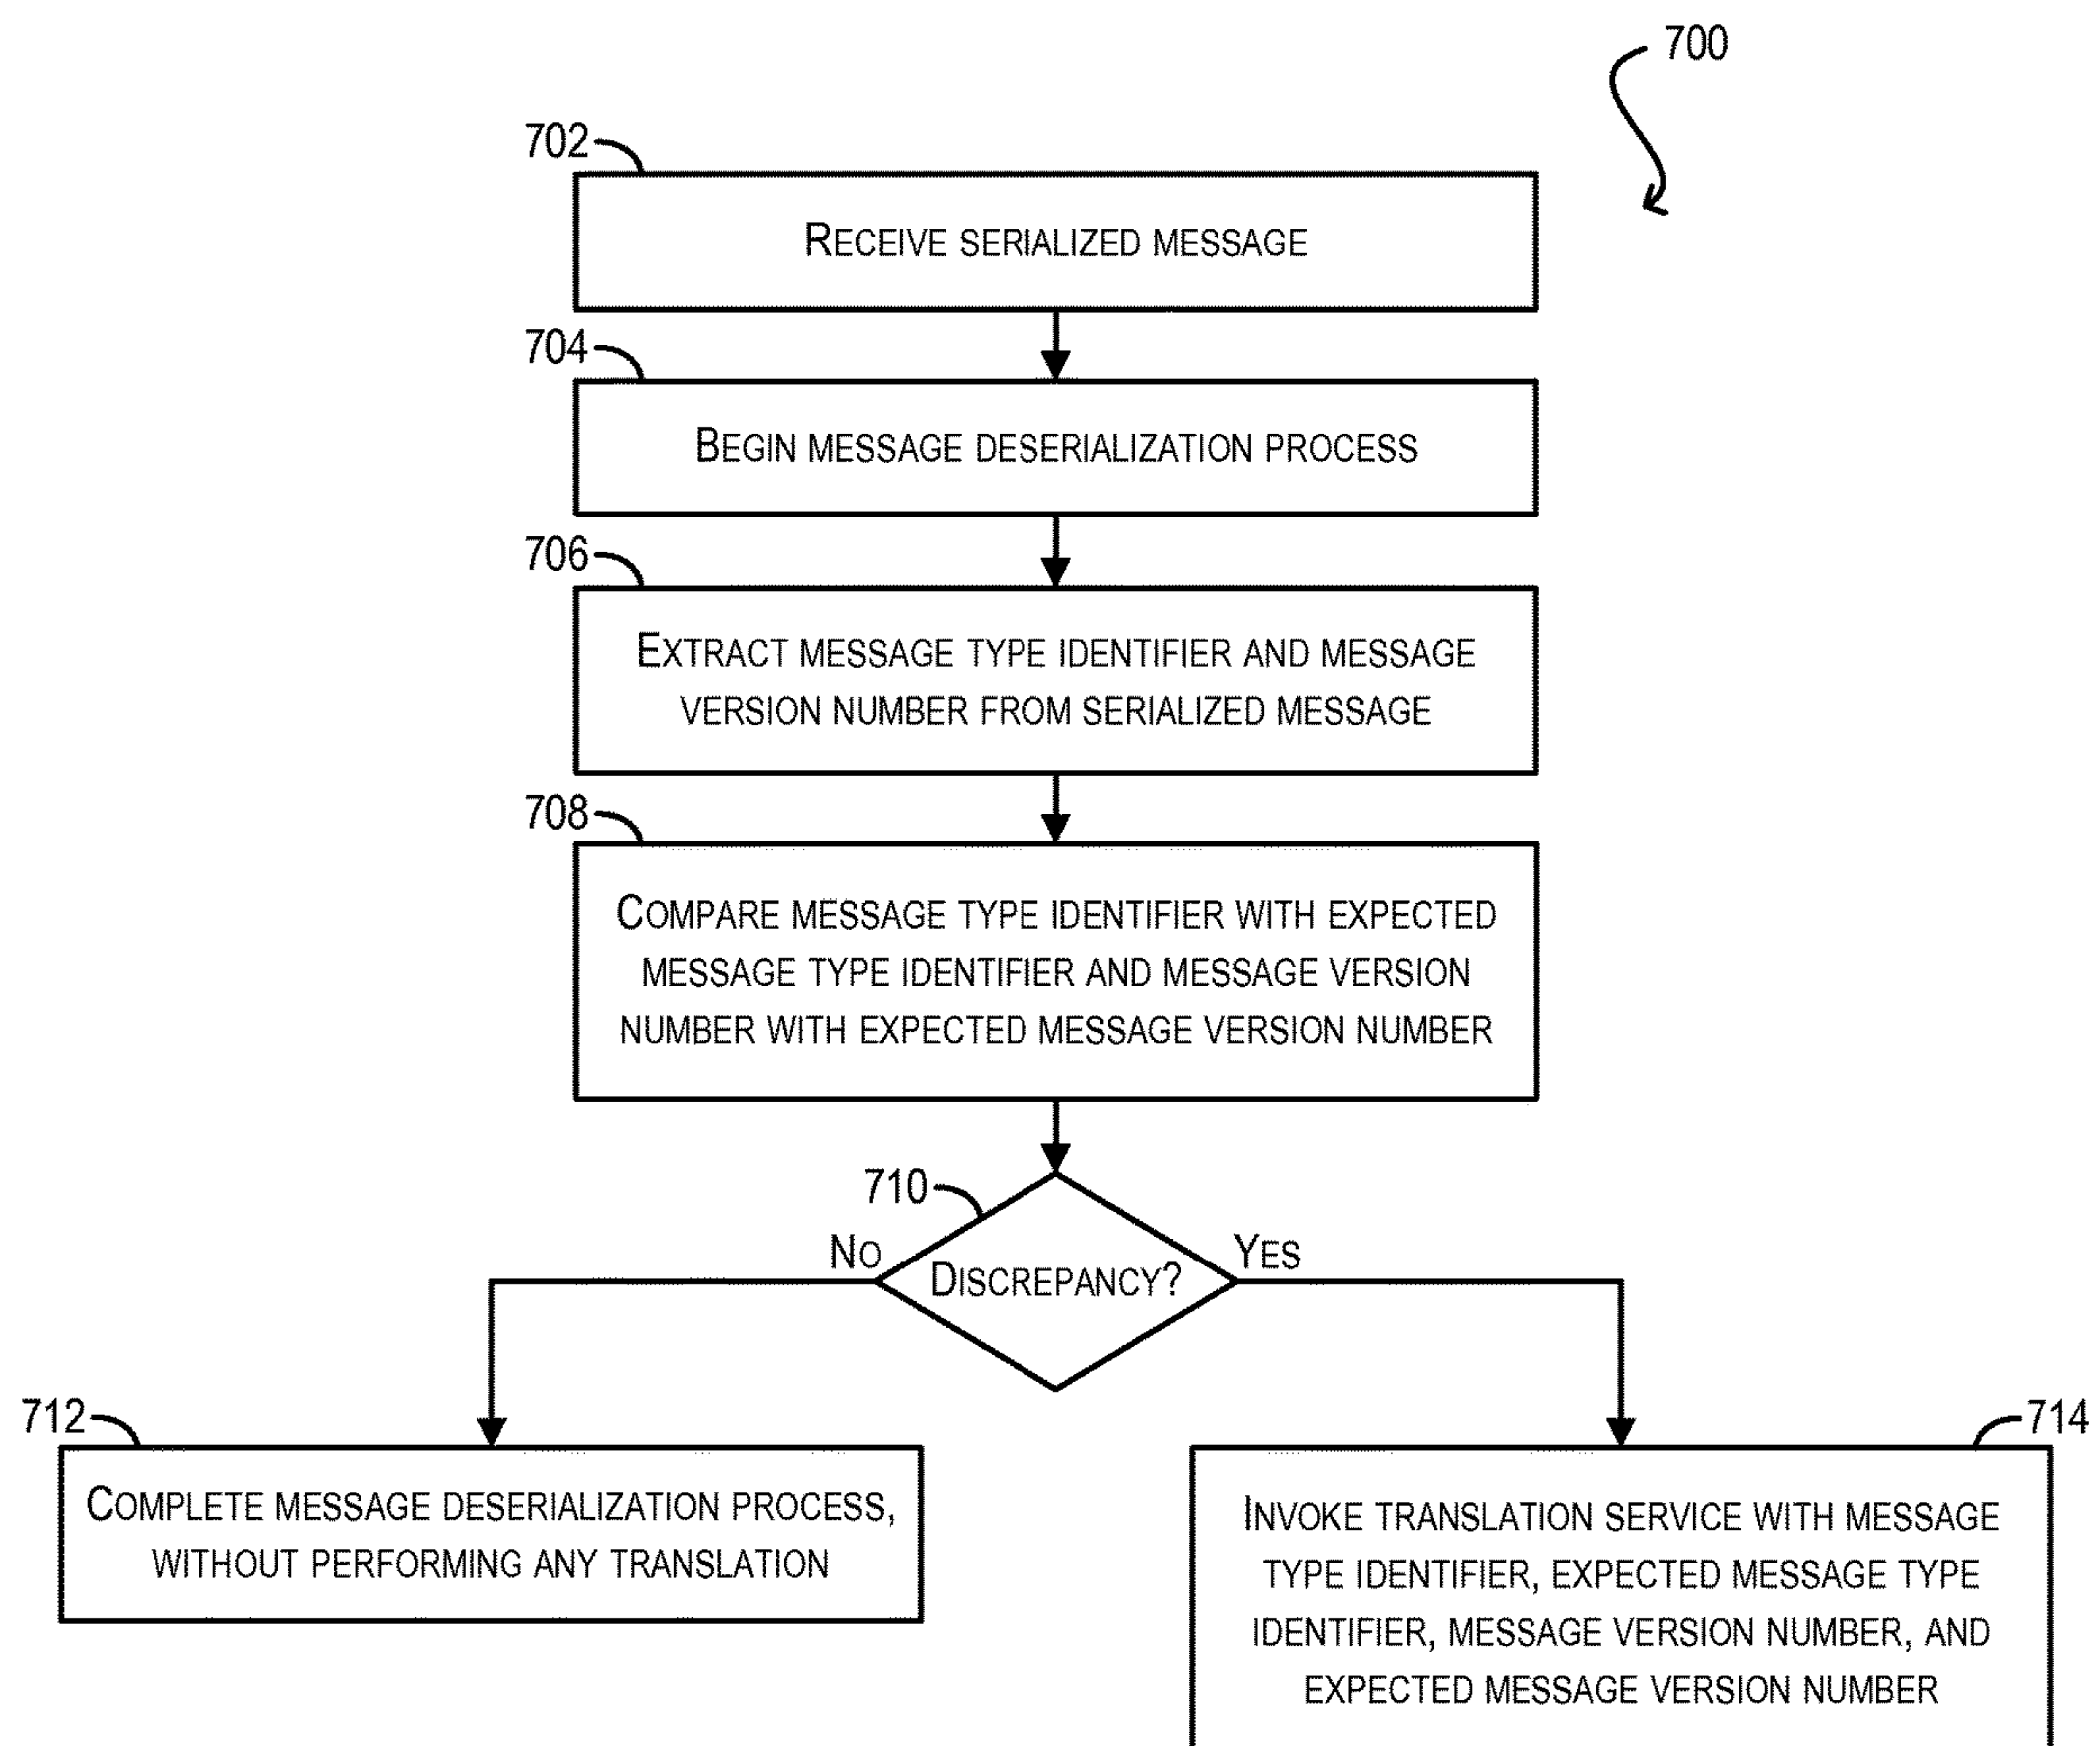 700
702
RECEIVE SERIALIZED MESSAGE
704
BEGIN MESSAGE DESERIALIZATION PROCESS
706
EXTRACT MESSAGE TYPE IDENTIFIER AND MESSAGE
VERSION NUMBER FROM SERIALIZED MESSAGE
708
COMPARE MESSAGE TYPE IDENTIFIER WITH EXPECTED
MESSAGE TYPE IDENTIFIER AND MESSAGE VERSION
NUMBER WITH EXPECTED MESSAGE VERSION NUMBER
710
NO
DISCREPANCY?
YES
712
COMPLETE MESSAGE DESERIALIZATION PROCESS,
WITHOUT PERFORMING ANY TRANSLATION
714
INVOKE TRANSLATION SERVICE WITH MESSAGE
TYPE IDENTIFIER, EXPECTED MESSAGE TYPE
IDENTIFIER, MESSAGE VERSION NUMBER, AND
EXPECTED MESSAGE VERSION NUMBER